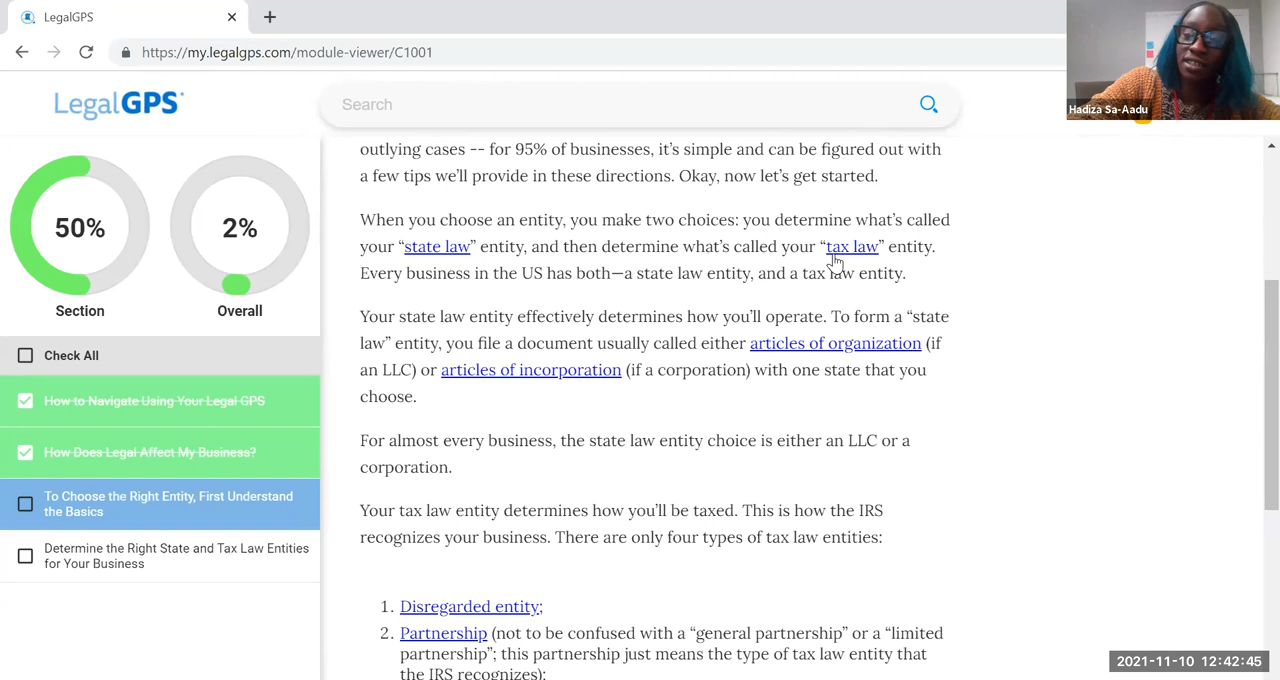 LegalGPS
https://my.legalgps.com/module-viewer/C1001
Hadiza Sa-Aadu
LegalGPS
Search
50%
Section
2%
Overall
Check All
How to Navigate Using Your Legal GPS
How Does Legal Affect My Business?
To Choose the Right Entity, First Understand
the Basics
Determine the Right State and Tax Law Entities
for Your Business
outlying cases -- for 95% of businesses, it’s simple and can be figured out with
a few tips we’ll provide in these directions. Okay, now let’s get started.
When you choose an entity, you make two choices: you determine what’s called
your “state law” entity, and then determine what’s called your “tax law” entity.
Every business in the US has both—a state law entity, and a tax law entity.
Your state law entity effectively determines how you’ll operate. To form a “state
law” entity, you file a document usually called either articles of organization (if
an LLC) or articles of incorporation (if a corporation) with one state that you
choose.
For almost every business, the state law entity choice is either an LLC or a
corporation.
Your tax law entity determines how you’ll be taxed. This is how the IRS
recognizes your business. There are only four types of tax law entities:
1. Disregarded entity;
2. Partnership (not to be confused with a “general partnership” or a “limited
partnership”; this partnership just means the type of tax law entity that
the IRS recognizes);
2021-11-10 12:42:45